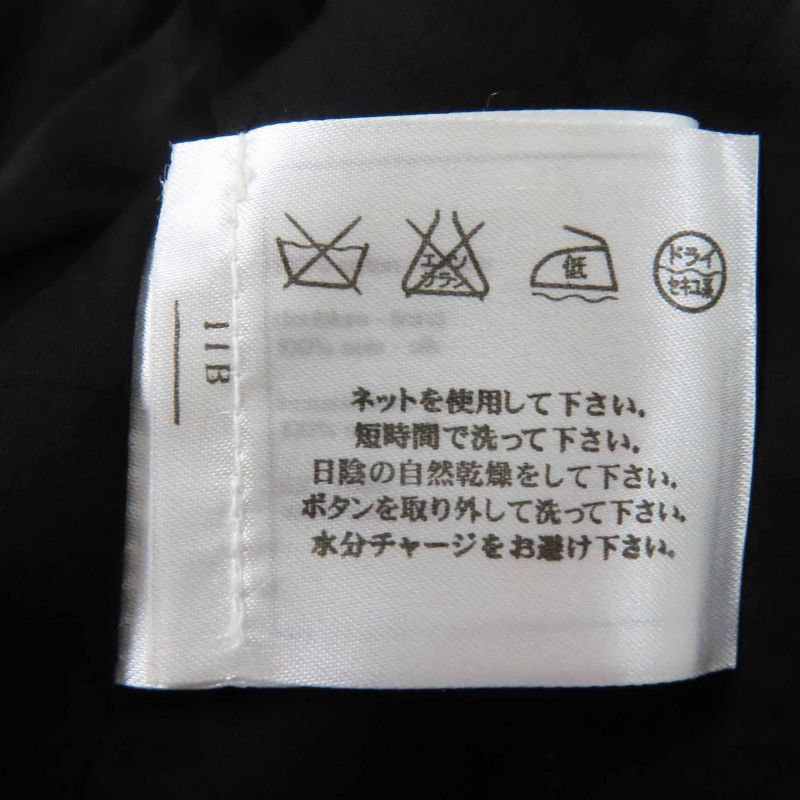 エンソ
サラシ
低
ドライ
セキユ系
11B
ネットを使用して下さい。
短時間で洗って下さい。
日陰の自然乾燥をして下さい。
ボタンを取り外して洗って下さい。
水分チャージをお避け下さい。